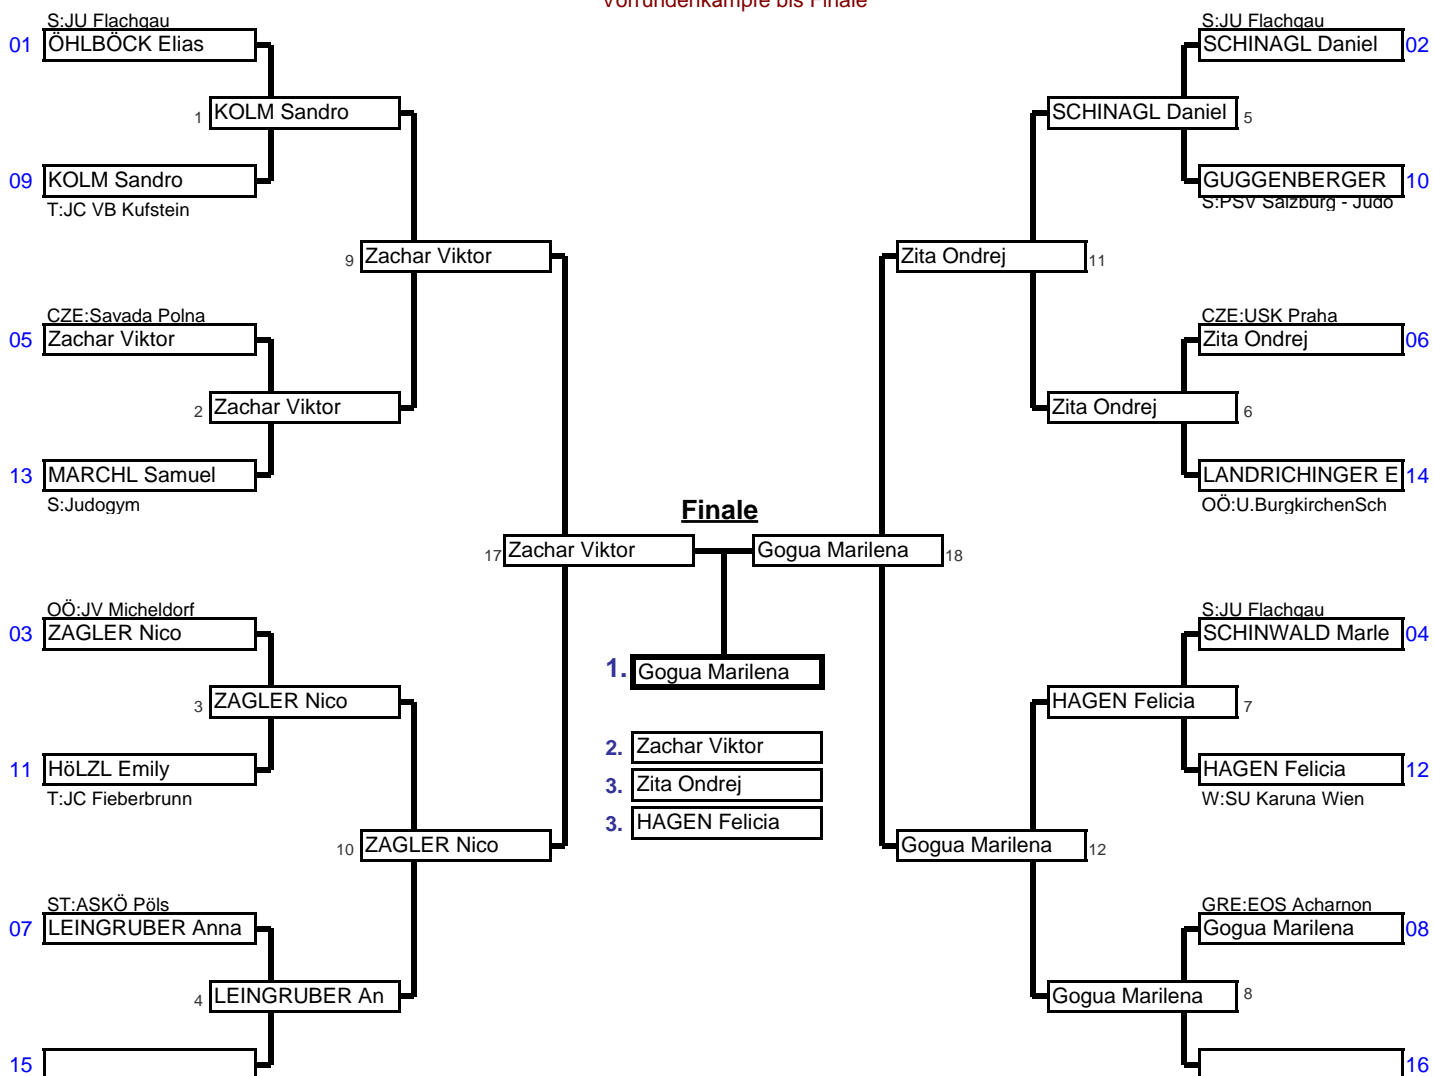 Vorrundenkämpfe bis Finale
S:JU Flachgau
01 ÖHLBÖCK Elias
1 KOLM Sandro
09 KOLM Sandro
T:JC VB Kufstein
9 Zachar Viktor
CZE:Savada Polna
05 Zachar Viktor
2 Zachar Viktor
13 MARCHL Samuel
S:Judogym
17 Zachar Viktor
OÖ:JV Micheldorf
03 ZAGLER Nico
3 ZAGLER Nico
11 HöLZL Emily
T:JC Fieberbrunn
10 ZAGLER Nico
ST:ASKÖ Pöls
07 LEINGRUBER Anna
4 LEINGRUBER An
15
Finale
1. Gogua Marilena
2. Zachar Viktor
3. Zita Ondrej
3. HAGEN Felicia
S:JU Flachgau
SCHINAGL Daniel 02
SCHINAGL Daniel 5
GUGGENBERGER 10
S:PSV Salzburg - Judo
Zita Ondrej 11
CZE:USK Praha
Zita Ondrej 06
Zita Ondrej 6
LANDRICHINGER E 14
OÖ:U.BurgkirchenSch
Gogua Marilena 18
S:JU Flachgau
SCHINWALD Marle 04
HAGEN Felicia 7
HAGEN Felicia 12
W:SU Karuna Wien
Gogua Marilena 12
GRE:EOS Acharnon
Gogua Marilena 08
Gogua Marilena 8
16